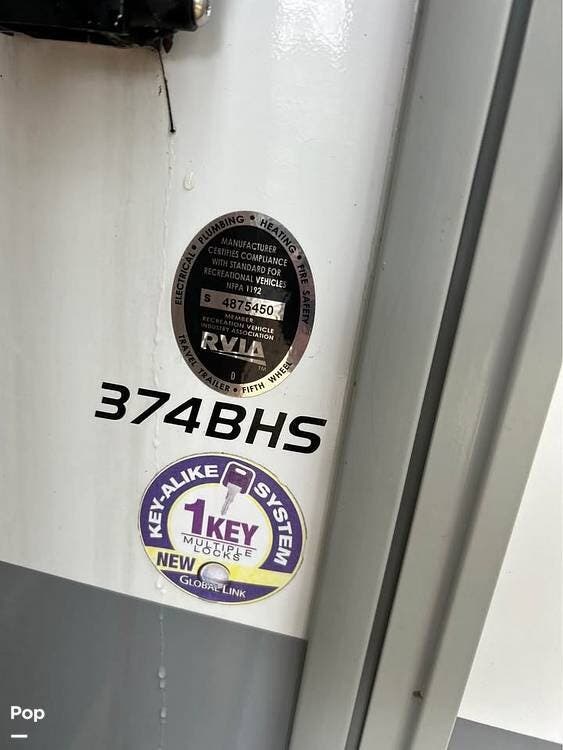 ELECTRICAL • PLUMBING • HEATING • FIRE SAFETY
MANUFACTURER
CERTIFIES COMPLIANCE
WITH STANDARD FOR
RECREATIONAL VEHICLES
NFPA 1192
S 4875450
MEMBER
RECREATION VEHICLE
INDUSTRY ASSOCIATION
RVIA
TM
D
TRAVEL TRAILER • FIFTH WHEEL
374BHS
KEY-ALIKE SYSTEM
1KEY
MULTIPLE
LOCKS
NEW
GLOBAL LINK
Pop